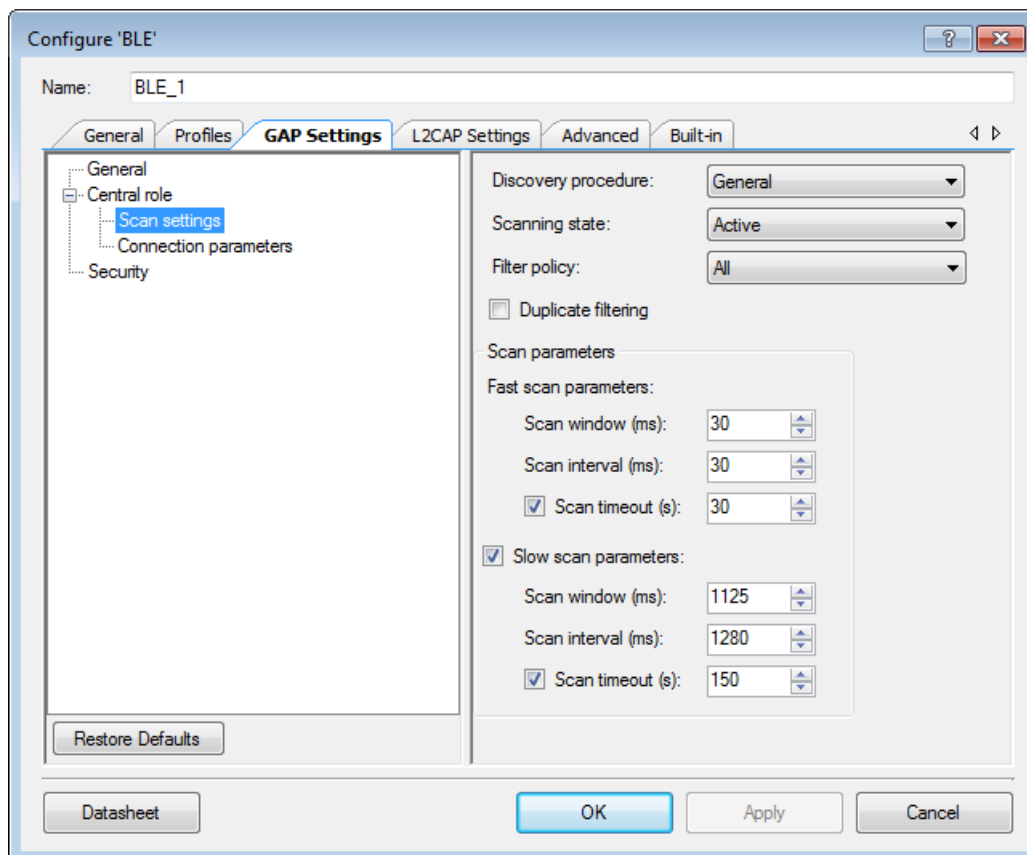 Configure 'BLE'
Name: BLE_1
General Profiles GAP Settings L2CAP Settings Advanced Built-in
General
Central role
Scan settings
Connection parameters
Security
Discovery procedure: General
Scanning state: Active
Filter policy: All
Duplicate filtering
Scan parameters
Fast scan parameters:
Scan window (ms): 30
Scan interval (ms): 30
Scan timeout (s): 30
Slow scan parameters:
Scan window (ms): 1125
Scan interval (ms): 1280
Scan timeout (s): 150
Restore Defaults
Datasheet OK Apply Cancel